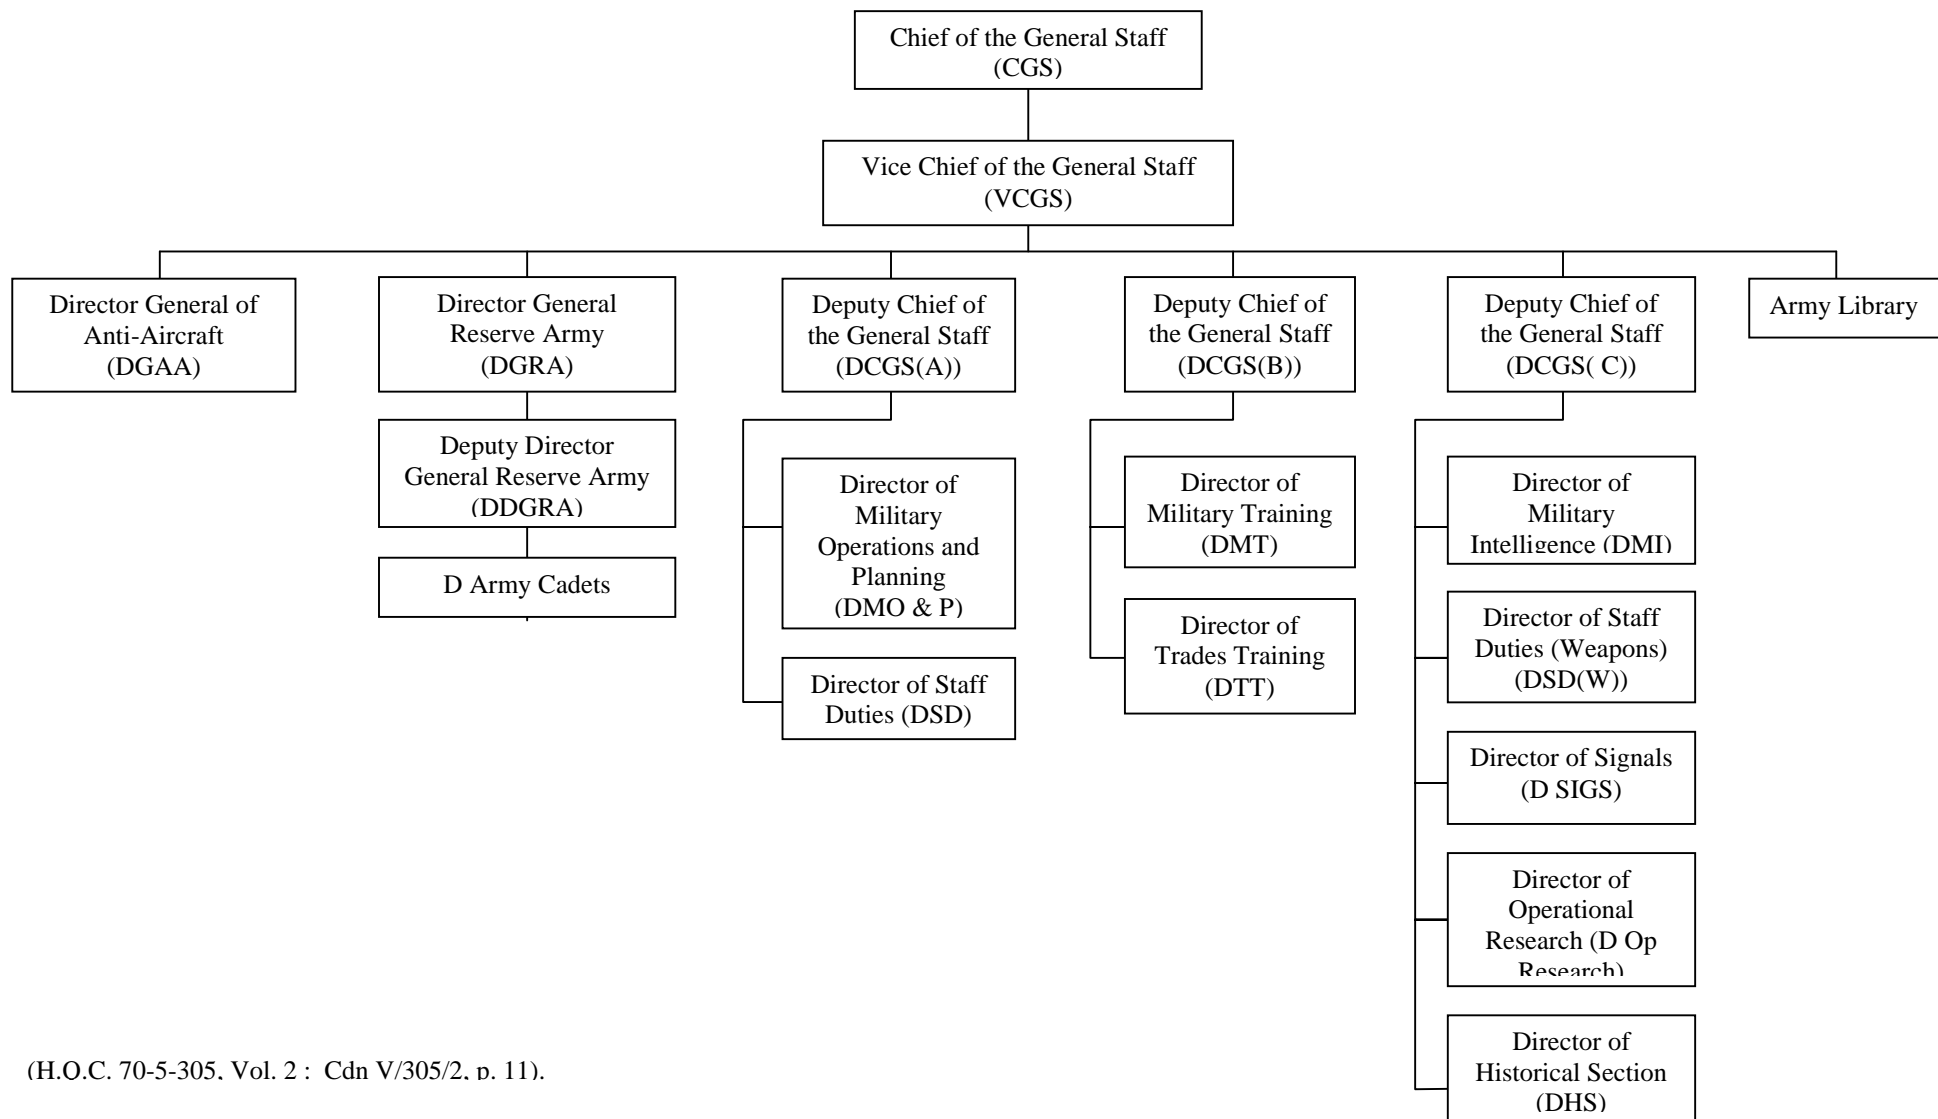 Chief of the General Staff
(CGS)
Vice Chief of the General Staff
(VCGS)
Director General of
Anti-Aircraft
(DGAA)
Director General
Reserve Army
(DGRA)
Deputy Chief of
the General Staff
(DCGS(A))
Deputy Chief of
the General Staff
(DCGS(B))
Deputy Chief of
the General Staff
(DCGS( C))
Army Library
Deputy Director
General Reserve Army
(DDGRA)
D Army Cadets
Director of
Military
Operations and
Planning
(DMO & P)
Director of Staff
Duties (DSD)
Director of
Military Training
(DMT)
Director of
Trades Training
(DTT)
Director of
Military
Intelligence (DMI)
Director of Staff
Duties (Weapons)
(DSD(W))
Director of Signals
(D SIGS)
Director of
Operational
Research (D Op
Research)
Director of
Historical Section
(DHS)
(H.Q.C. 70-5-305, Vol. 2 : Cdn V/305/2, p. 11).